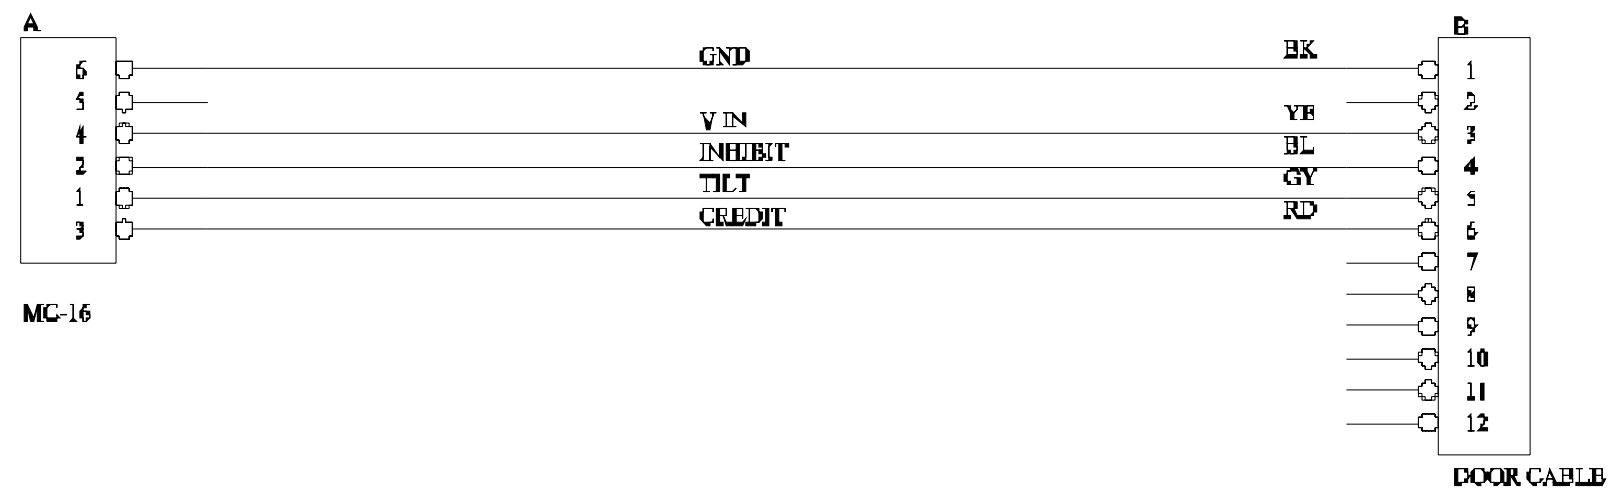 A B
6 GND BK 1
5 2
4 V IN YE 3
2 INHIBIT BL 4
1 TILT GY 5
3 CREDIT RD 6
7
8
9
10
11
12
MC-16
DOOR CABLE